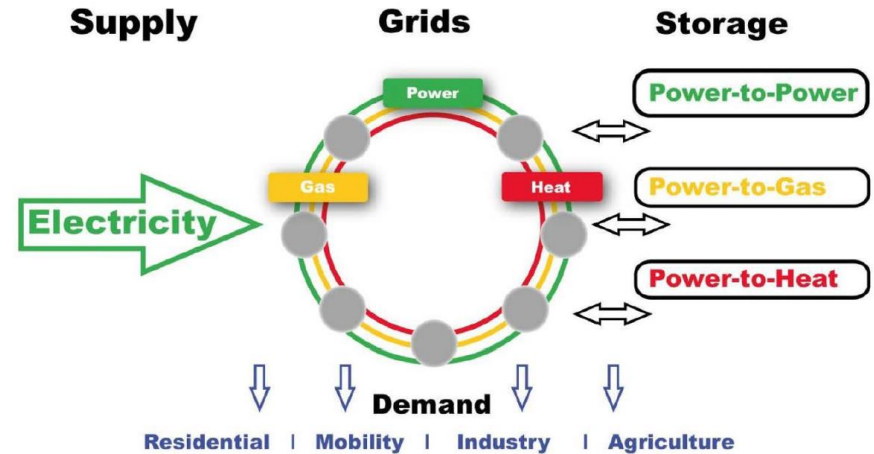 Supply Grids Storage
Power
Power-to-Power
Gas
Heat
Power-to-Gas
Electricity
Power-to-Heat
Demand
Residential | Mobility | Industry | Agriculture